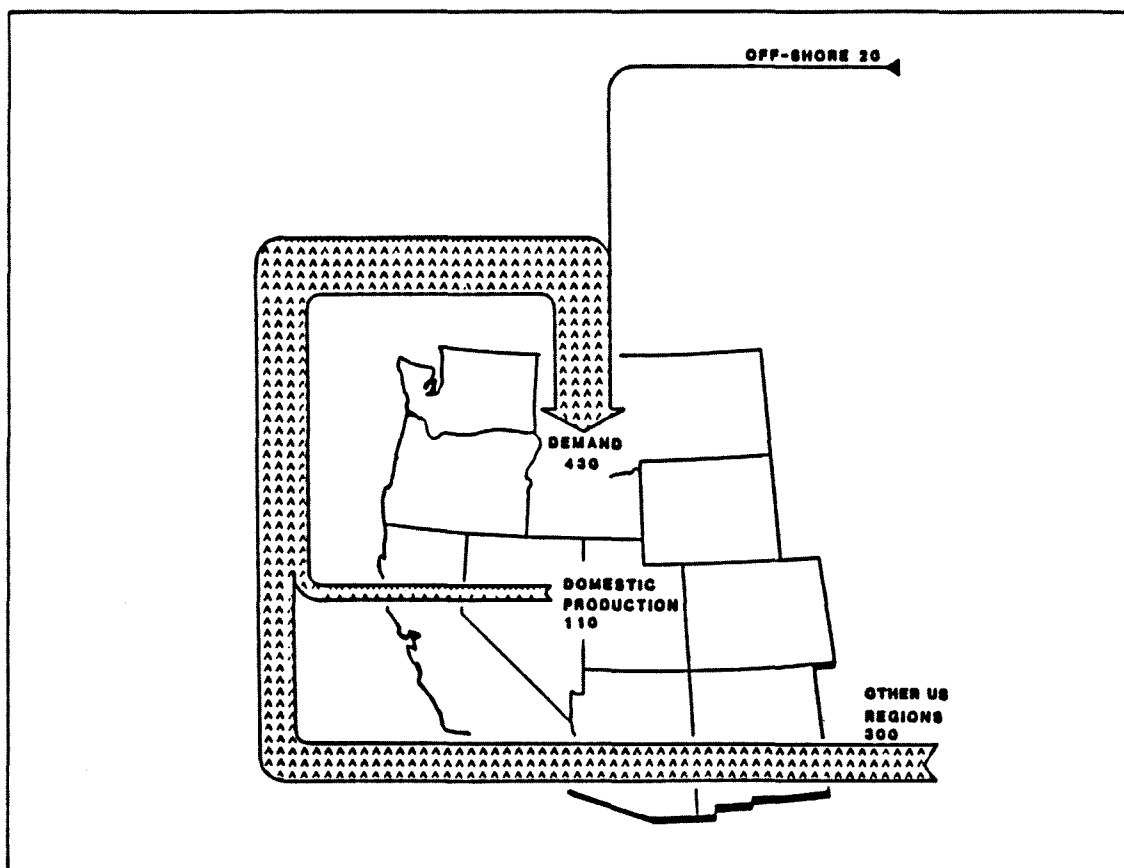 OFF-SHORE 20
DEMAND
430
DOMESTIC
PRODUCTION
110
OTHER US
REGIONS
300